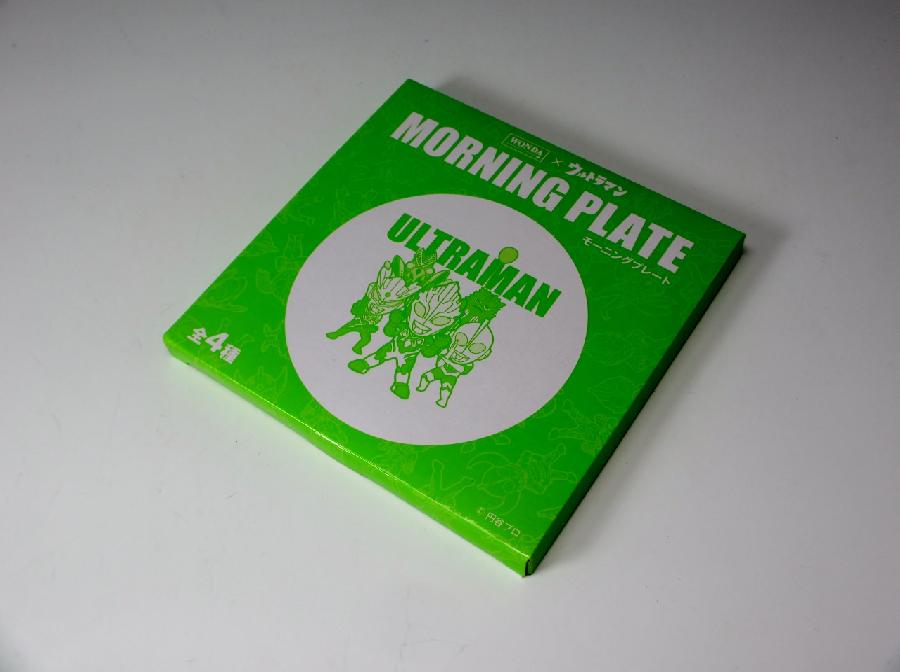 WONDA × ウルトラマン
MORNING PLATE
モーニングプレート
ULTRAMAN
全4種
© 円谷プロ